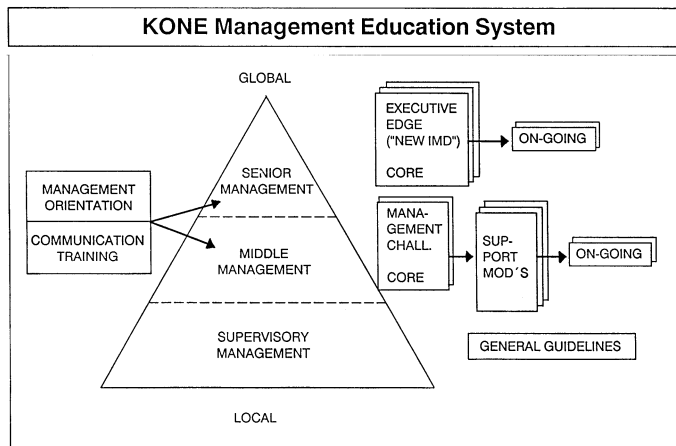 KONE Management Education System
GLOBAL
EXECUTIVE
EDGE
("NEW IMD")
CORE
ON-GOING
SENIOR
MANAGEMENT
MANAGEMENT
ORIENTATION
COMMUNICATION
TRAINING
MANA-
GEMENT
CHALL.
CORE
SUP-
PORT
MOD´S
ON-GOING
MIDDLE
MANAGEMENT
SUPERVISORY
MANAGEMENT
GENERAL GUIDELINES
LOCAL